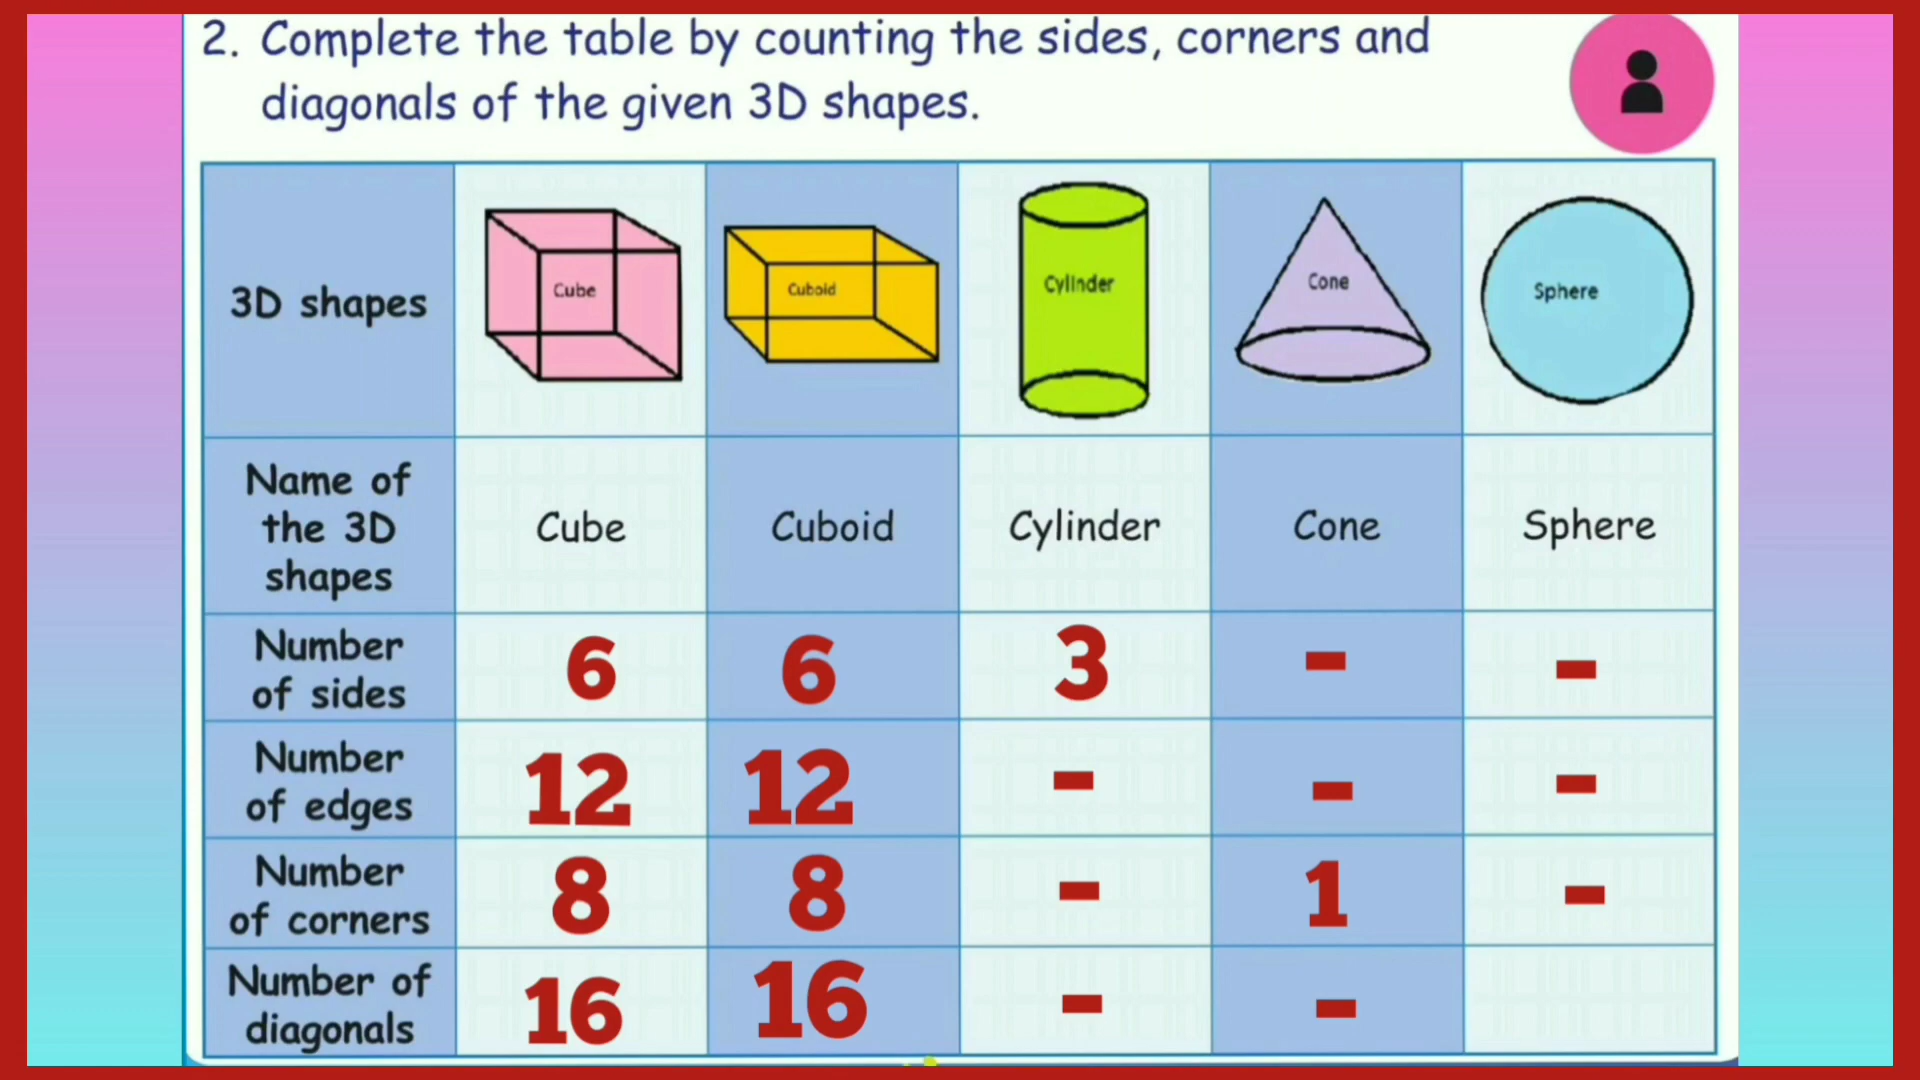 2. Complete the table by counting the sides, corners and
diagonals of the given 3D shapes.
3D shapes
Cube
Cuboid
Cylinder
Cone
Sphere
Name of
the 3D
shapes
Cube
Cuboid
Cylinder
Cone
Sphere
Number
of sides
6
6
3
-
-
Number
of edges
12
12
-
-
-
Number
of corners
8
8
-
1
-
Number of
diagonals
16
16
-
-